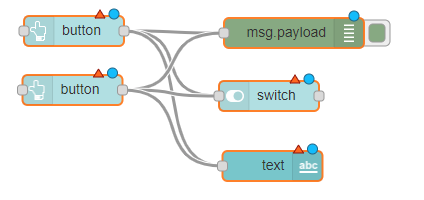 button
msg.payload
button
switch
text
abc